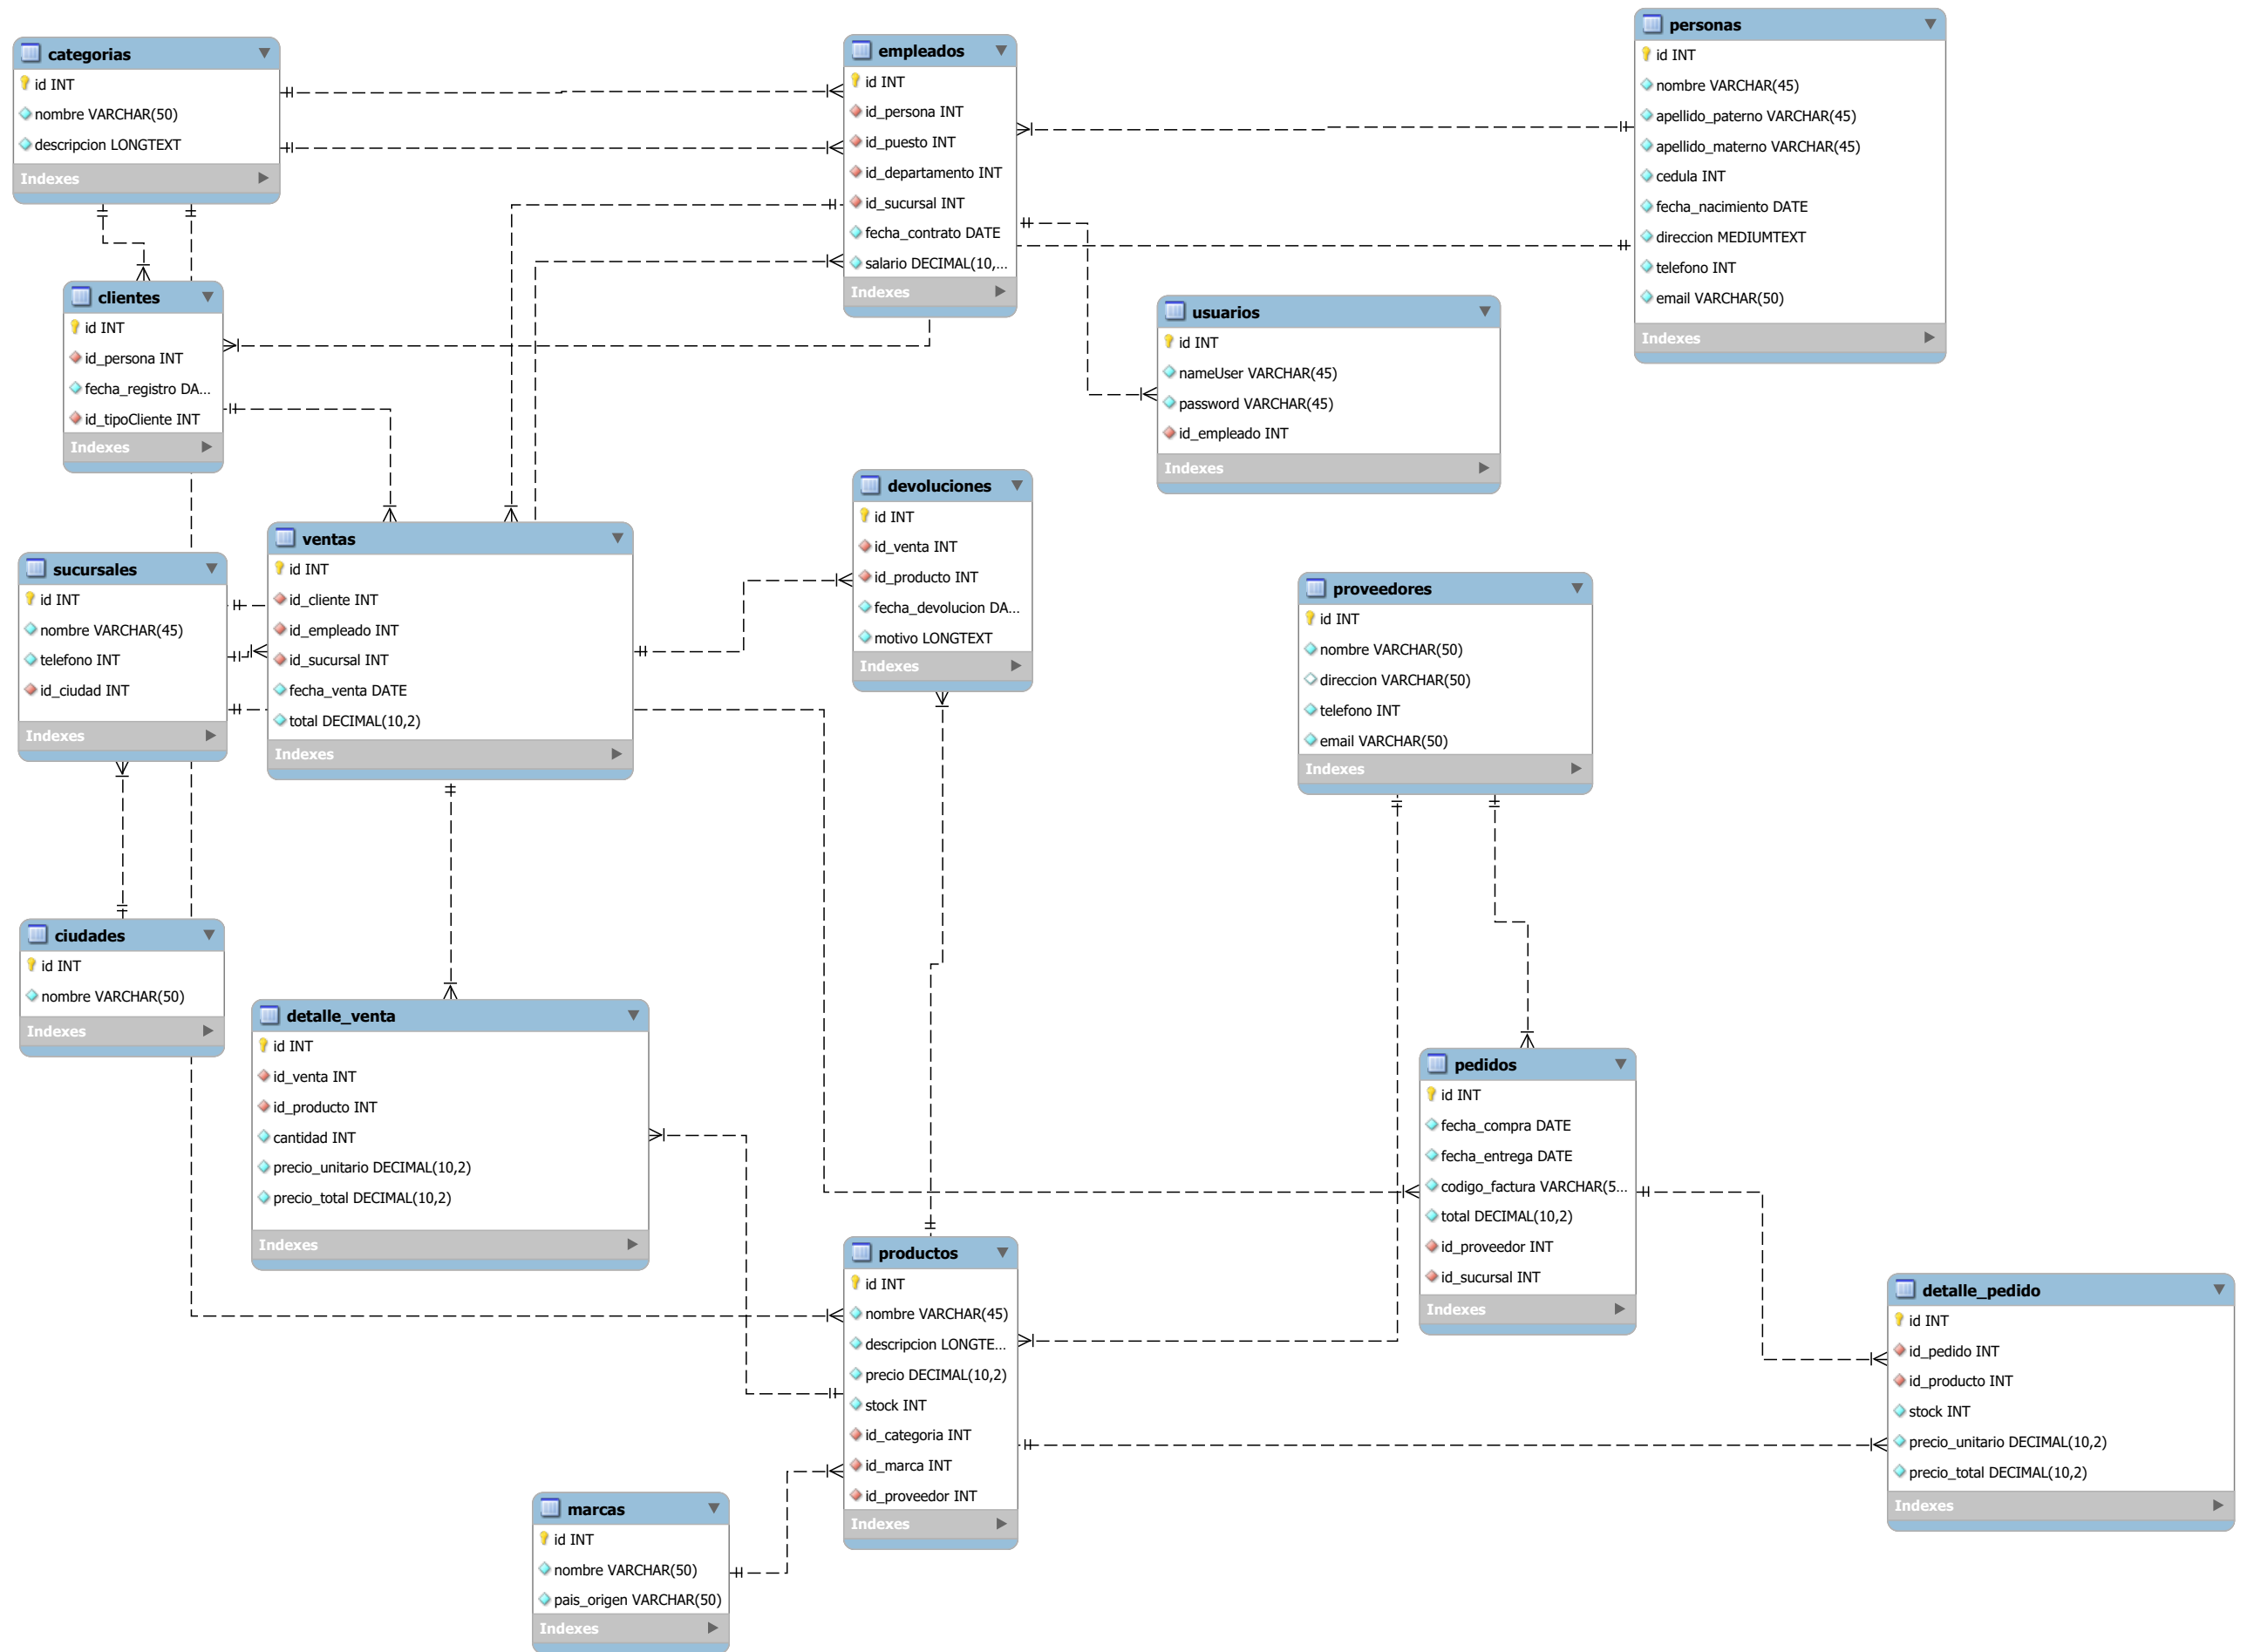 categorias
id INT
nombre VARCHAR(50)
descripcion LONGTEXT
Indexes
empleados
id INT
id_persona INT
id_puesto INT
id_departamento INT
id_sucursal INT
fecha_contrato DATE
salario DECIMAL(10,...
Indexes
personas
id INT
nombre VARCHAR(45)
apellido_paterno VARCHAR(45)
apellido_materno VARCHAR(45)
cedula INT
fecha_nacimiento DATE
direccion MEDIUMTEXT
telefono INT
email VARCHAR(50)
Indexes
clientes
id INT
id_persona INT
fecha_registro DA...
id_tipoCliente INT
Indexes
usuarios
id INT
nameUser VARCHAR(45)
password VARCHAR(45)
id_empleado INT
Indexes
devoluciones
id INT
id_venta INT
id_producto INT
fecha_devolucion DA...
motivo LONGTEXT
Indexes
ventas
id INT
id_cliente INT
id_empleado INT
id_sucursal INT
fecha_venta DATE
total DECIMAL(10,2)
Indexes
sucursales
id INT
nombre VARCHAR(45)
telefono INT
id_ciudad INT
Indexes
proveedores
id INT
nombre VARCHAR(50)
direccion VARCHAR(50)
telefono INT
email VARCHAR(50)
Indexes
ciudades
id INT
nombre VARCHAR(50)
Indexes
detalle_venta
id INT
id_venta INT
id_producto INT
cantidad INT
precio_unitario DECIMAL(10,2)
precio_total DECIMAL(10,2)
Indexes
pedidos
id INT
fecha_compra DATE
fecha_entrega DATE
codigo_factura VARCHAR(5...
total DECIMAL(10,2)
id_proveedor INT
id_sucursal INT
Indexes
productos
id INT
nombre VARCHAR(45)
descripcion LONGTE...
precio DECIMAL(10,2)
stock INT
id_categoria INT
id_marca INT
id_proveedor INT
Indexes
detalle_pedido
id INT
id_pedido INT
id_producto INT
stock INT
precio_unitario DECIMAL(10,2)
precio_total DECIMAL(10,2)
Indexes
marcas
id INT
nombre VARCHAR(50)
pais_origen VARCHAR(50)
Indexes